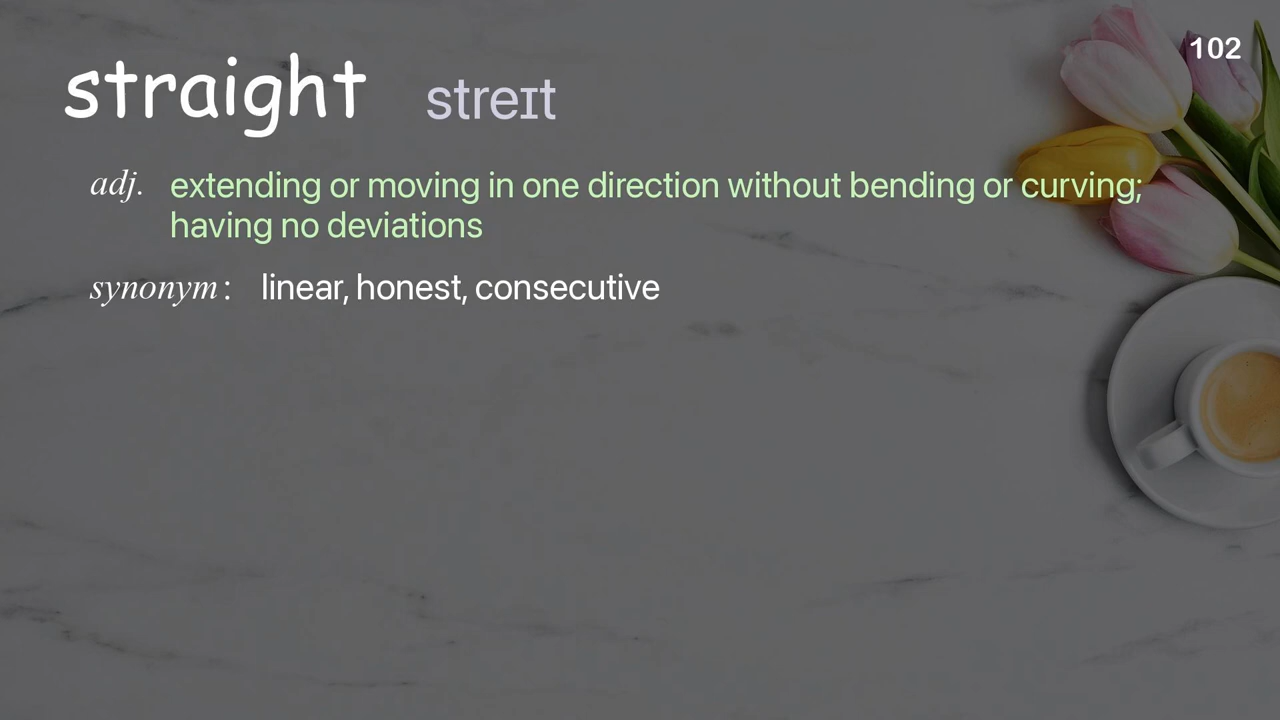 102
straight streɪt
adj. extending or moving in one direction without bending or curving;
having no deviations
synonym: linear, honest, consecutive